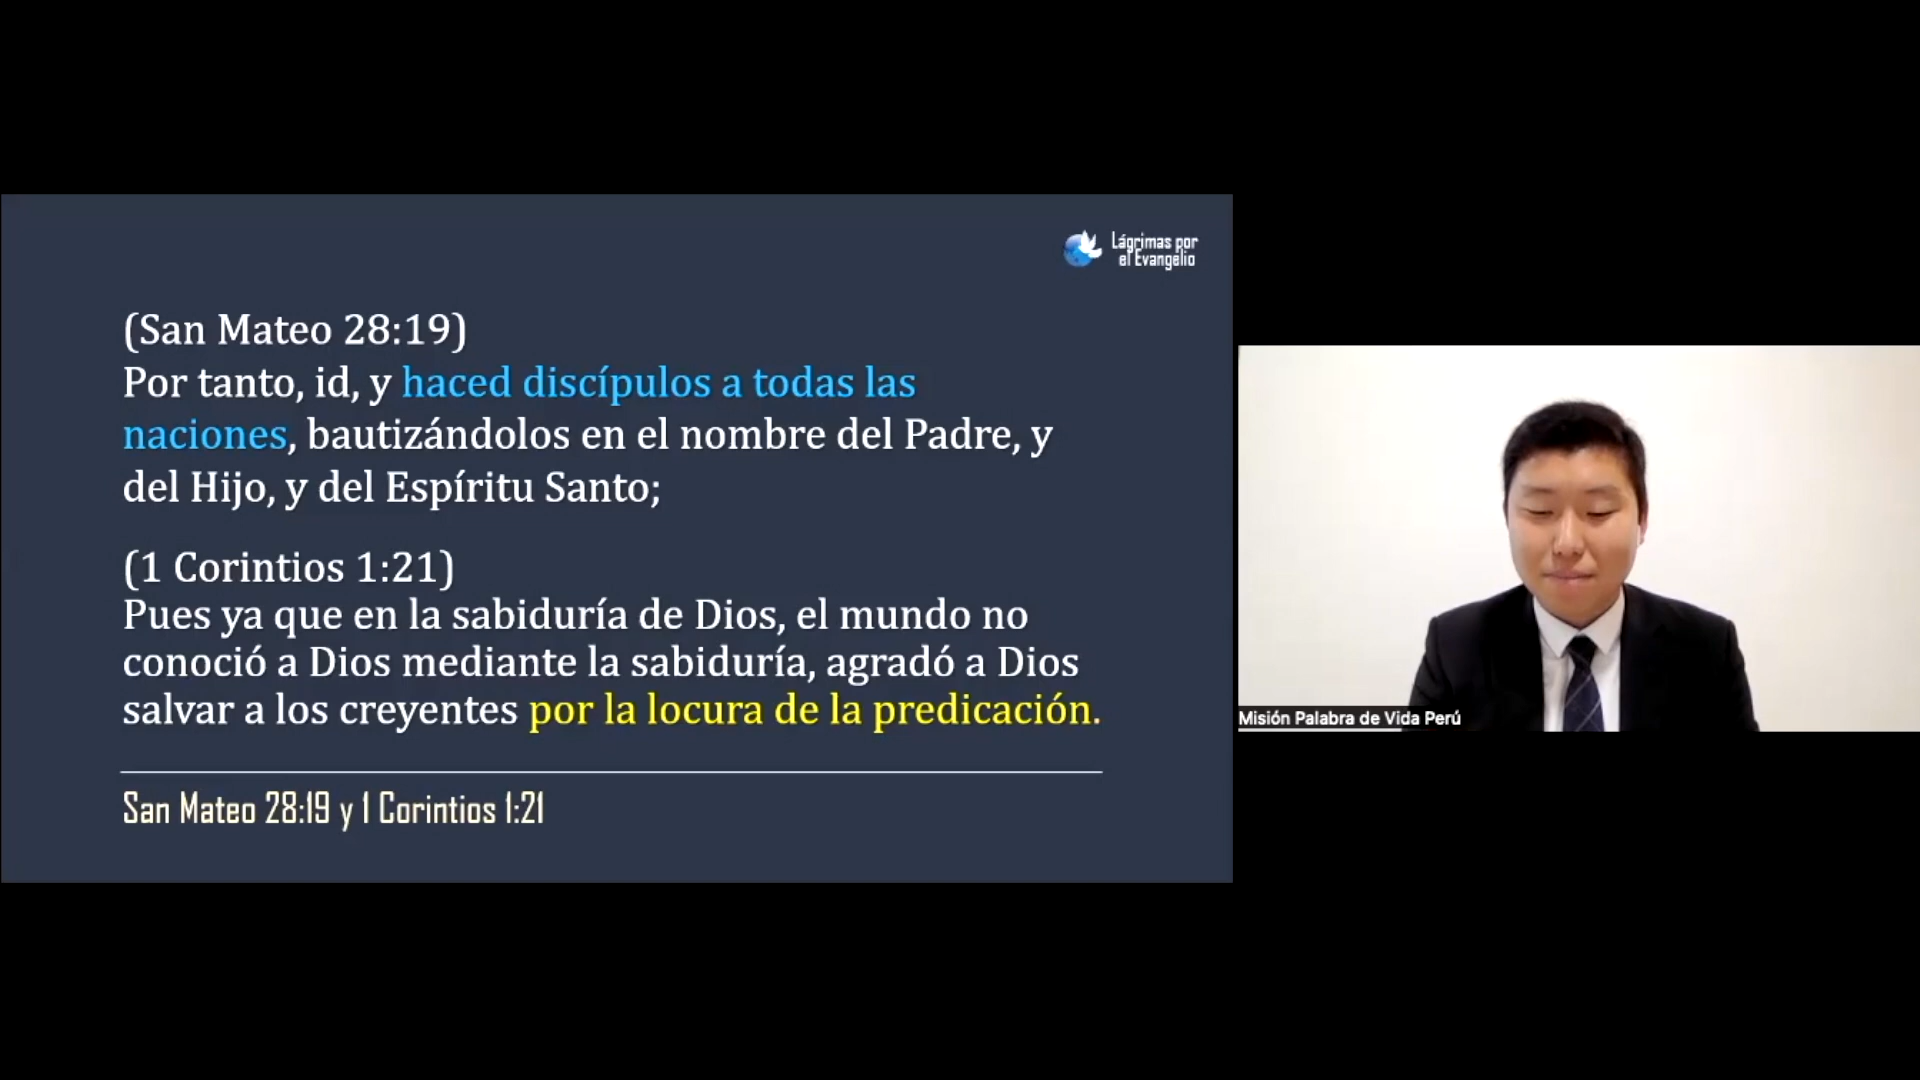 Lágrimas por
el Evangelio
(San Mateo 28:19)
Por tanto, id, y haced discípulos a todas las
naciones, bautizándolos en el nombre del Padre, y
del Hijo, y del Espíritu Santo;
(1 Corintios 1:21)
Pues ya que en la sabiduría de Dios, el mundo no
conoció a Dios mediante la sabiduría, agradó a Dios
salvar a los creyentes por la locura de la predicación.
San Mateo 28:19 y 1 Corintios 1:21
Misión Palabra de Vida Perú